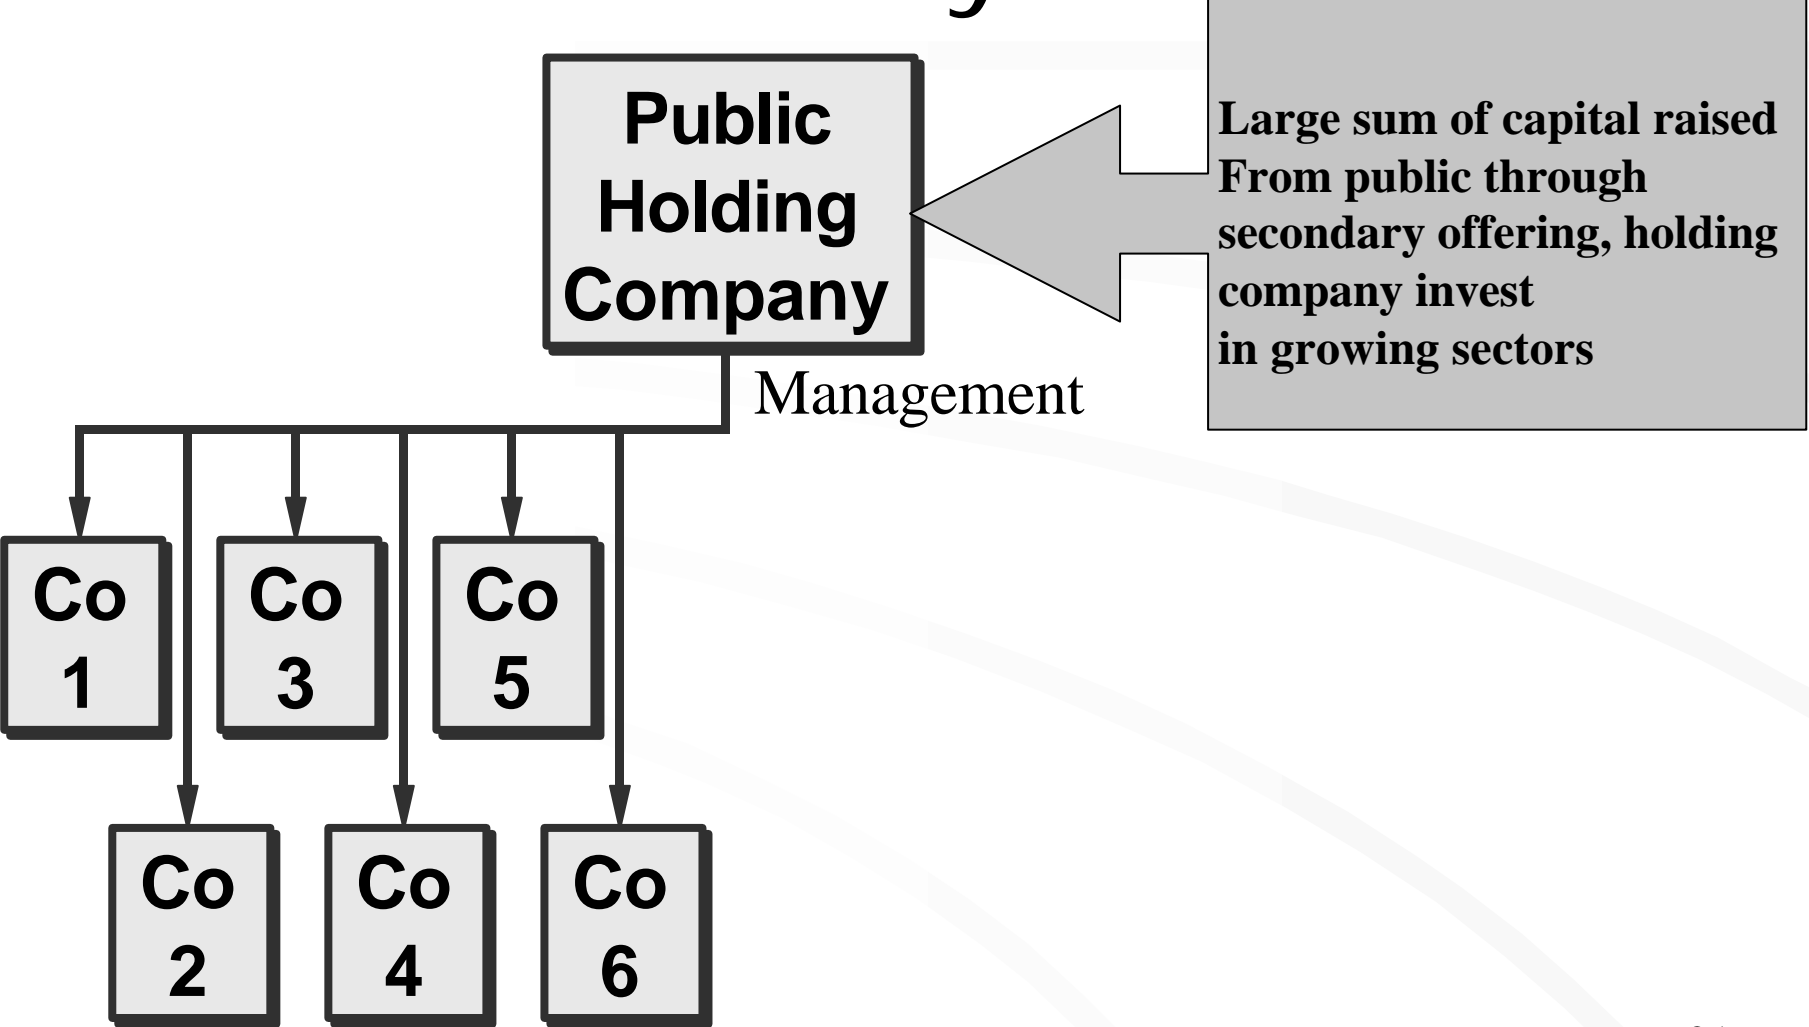 Public
Holding
Company
Large sum of capital raised
From public through
secondary offering, holding
company invest
in growing sectors
Management
Co
1
Co
3
Co
5
Co
2
Co
4
Co
6